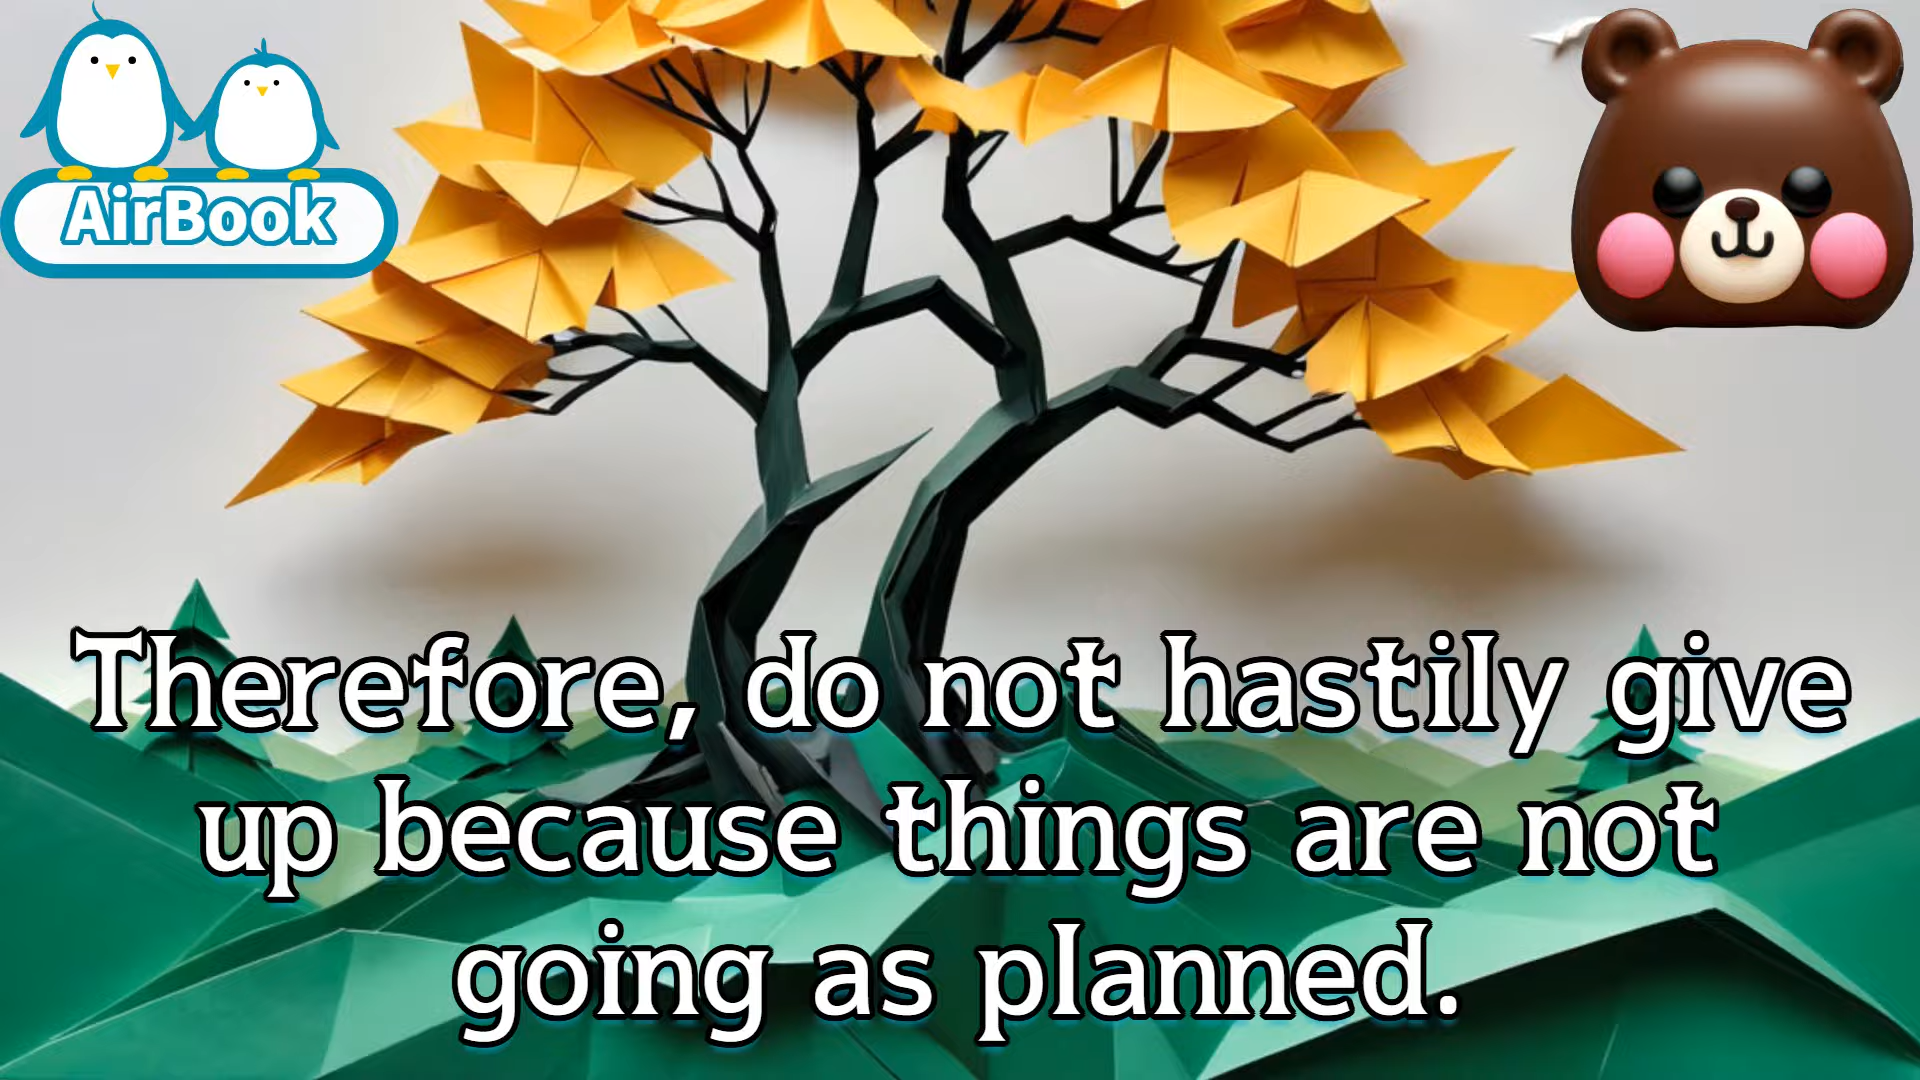 AirBook
Therefore, do not hastily give
up because things are not
going as planned.